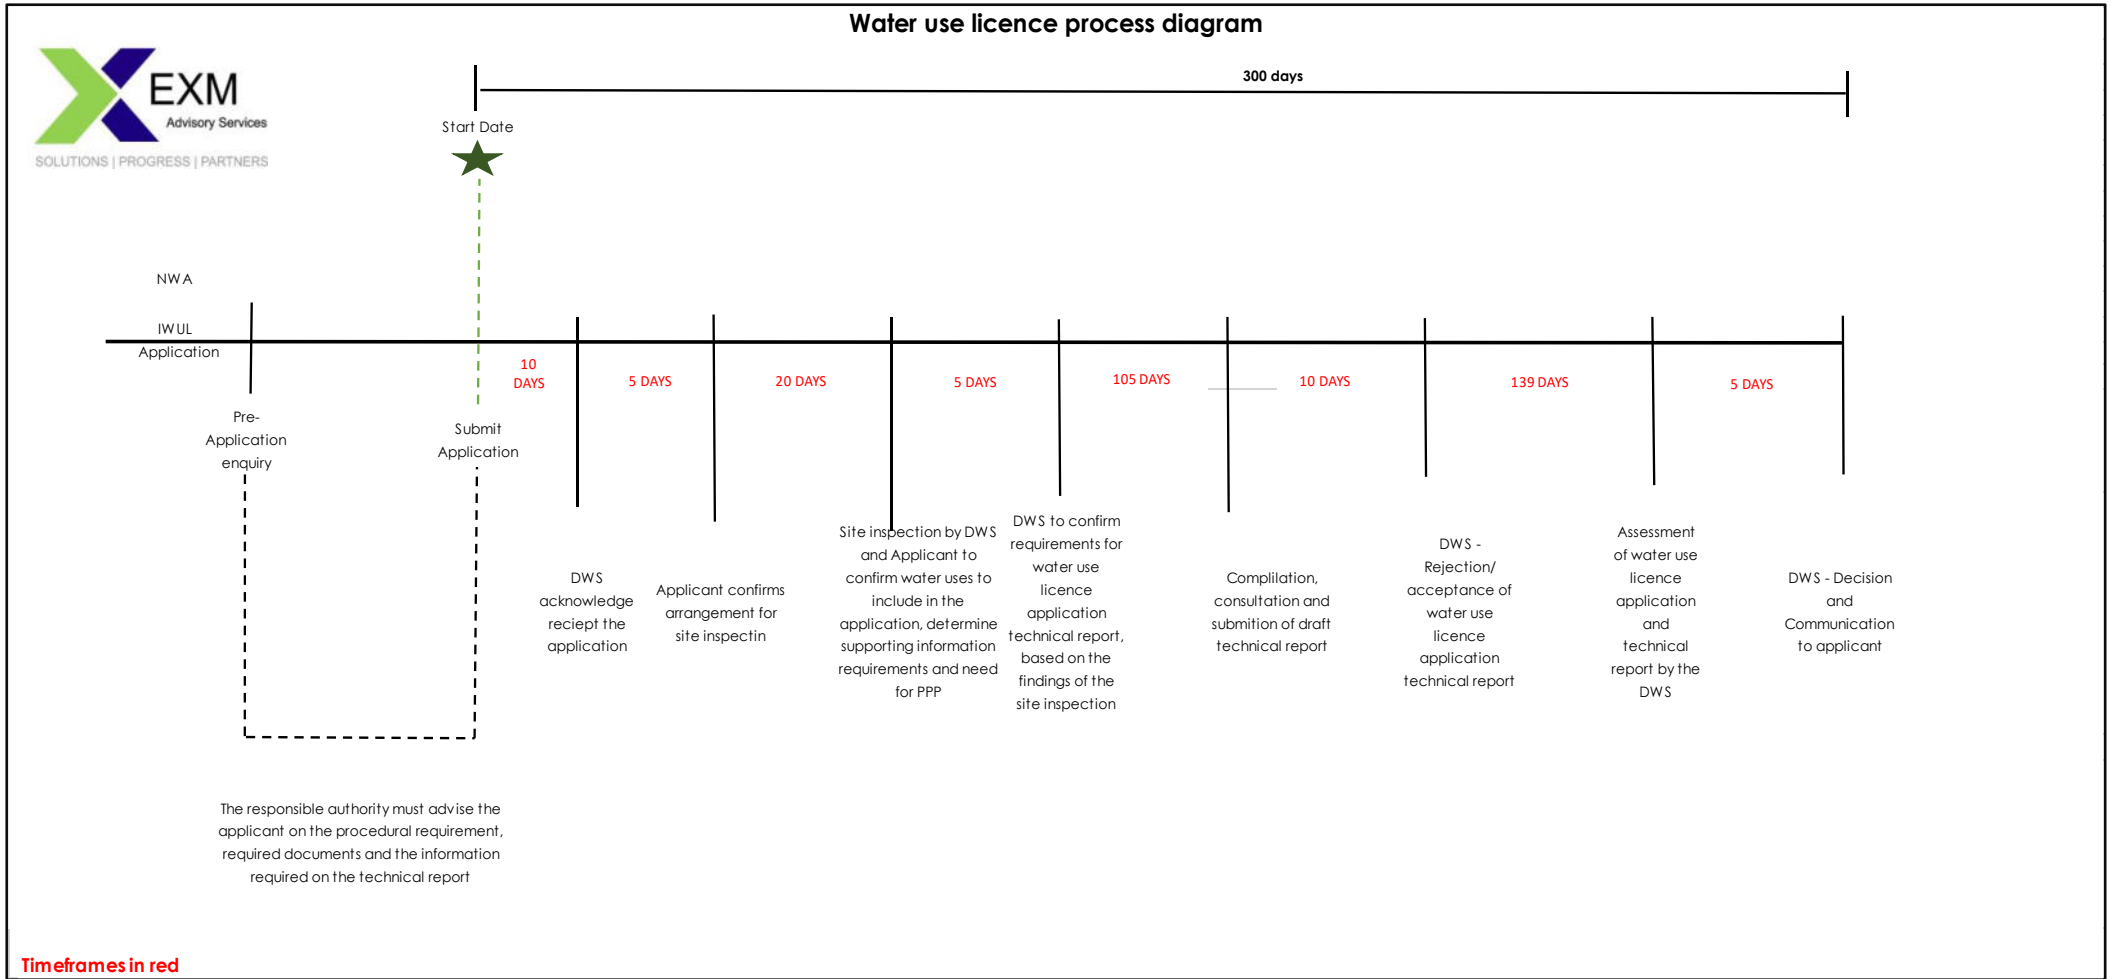 Water use licence process diagram
EXM
Advisory Services
SOLUTIONS | PROGRESS | PARTNERS
300 days
Start Date
NWA
IWUL
Application
10
DAYS
5 DAYS
20 DAYS
5 DAYS
105 DAYS
10 DAYS
139 DAYS
5 DAYS
Pre-
Application
enquiry
Submit
Application
DWS
acknowledge
reciept the
application
Applicant confirms
arrangement for
site inspectin
Site inspection by DWS
and Applicant to
confirm water uses to
include in the
application, determine
supporting information
requirements and need
for PPP
DWS to confirm
requirements for
water use
licence
application
technical report,
based on the
findings of the
site inspection
Complilation,
consultation and
submition of draft
technical report
DWS -
Rejection/
acceptance of
water use
licence
application
technical report
Assessment
of water use
licence
application
and
technical
report by the
DWS
DWS - Decision
and
Communication
to applicant
The responsible authority must advise the
applicant on the procedural requirement,
required documents and the information
required on the technical report
Timeframes in red